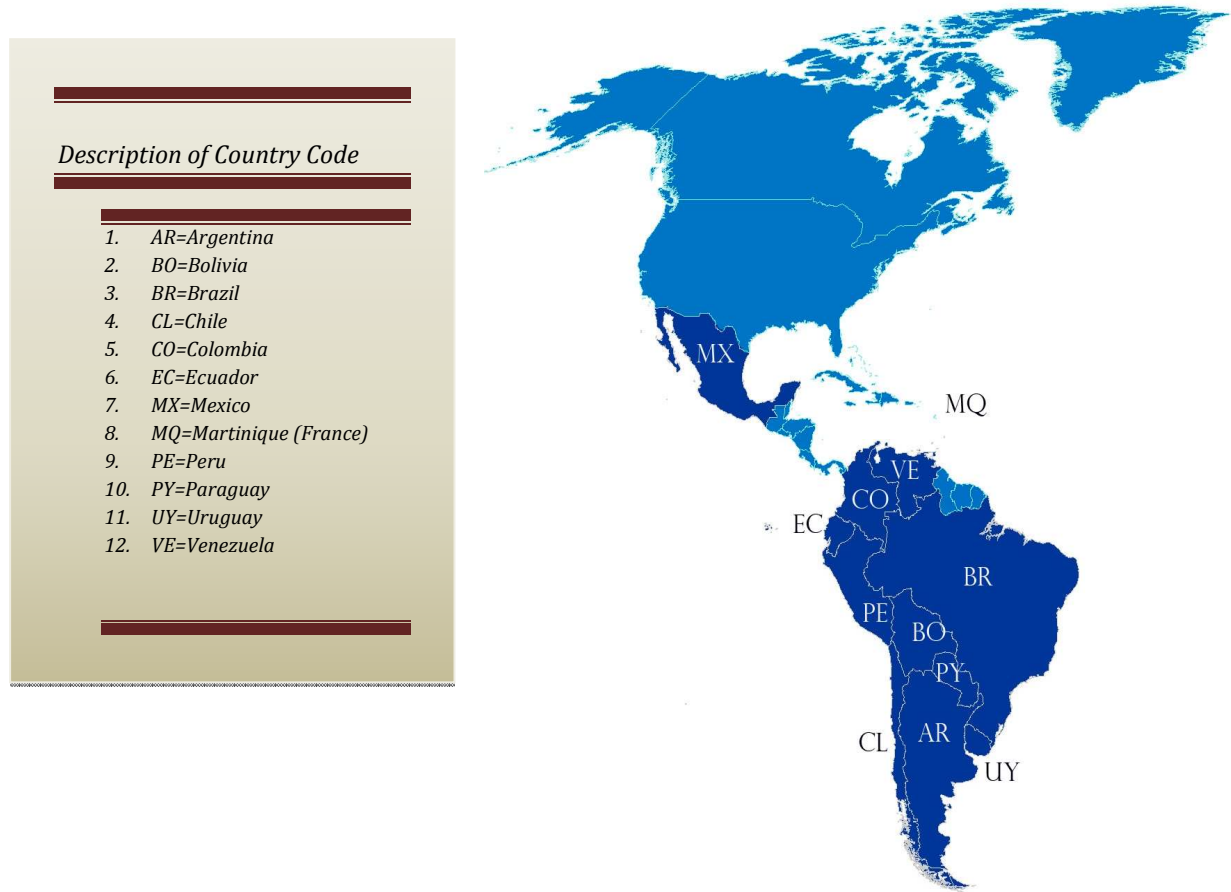 Description of Country Code
1. AR=Argentina
2. BO=Bolivia
3. BR=Brazil
4. CL=Chile
5. CO=Colombia
6. EC=Ecuador
7. MX=Mexico
8. MQ=Martinique (France)
9. PE=Peru
10. PY=Paraguay
11. UY=Uruguay
12. VE=Venezuela
MX
MQ
VE
CO
EC
BR
PE
BO
PY
AR
CL
UY